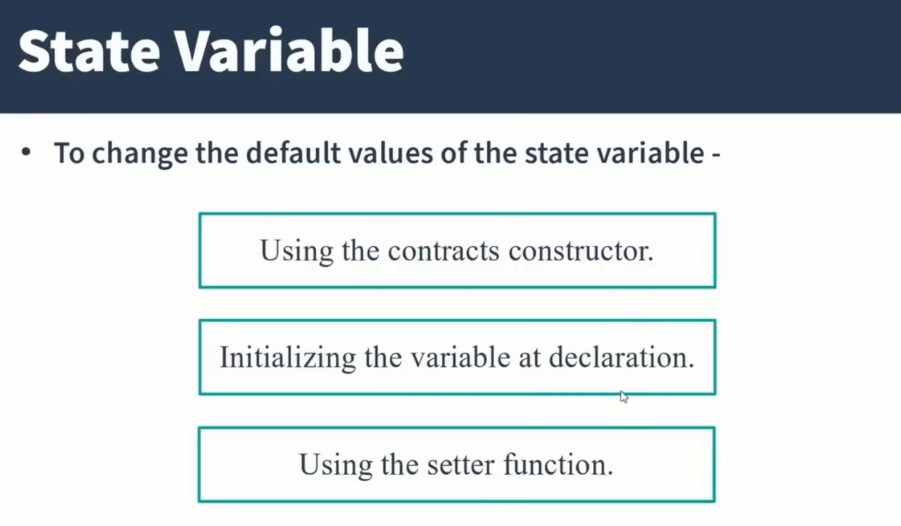 State Variable
• To change the default values of the state variable -
Using the contracts constructor.
Initializing the variable at declaration.
Using the setter function.